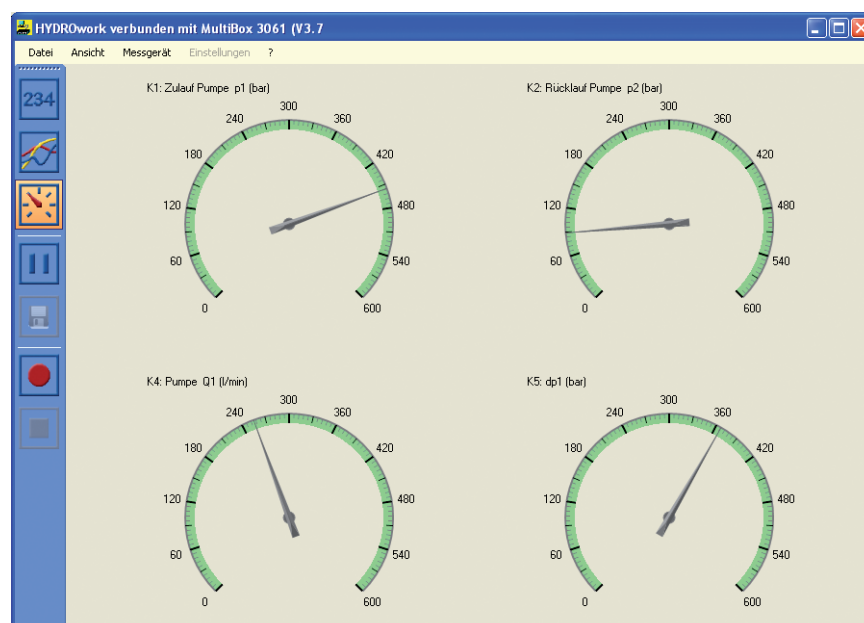 HYDROwork verbunden mit MultiBox 3061 (V3.7
Datei Ansicht Messgerät Einstellungen ?
234
K1: Zulauf Pumpe p1 (bar)
0 60 120 180 240 300 360 420 480 540 600
K2: Rücklauf Pumpe p2 (bar)
0 60 120 180 240 300 360 420 480 540 600
K4: Pumpe Q1 (l/min)
0 60 120 180 240 300 360 420 480 540 600
K5: dp1 (bar)
0 60 120 180 240 300 360 420 480 540 600